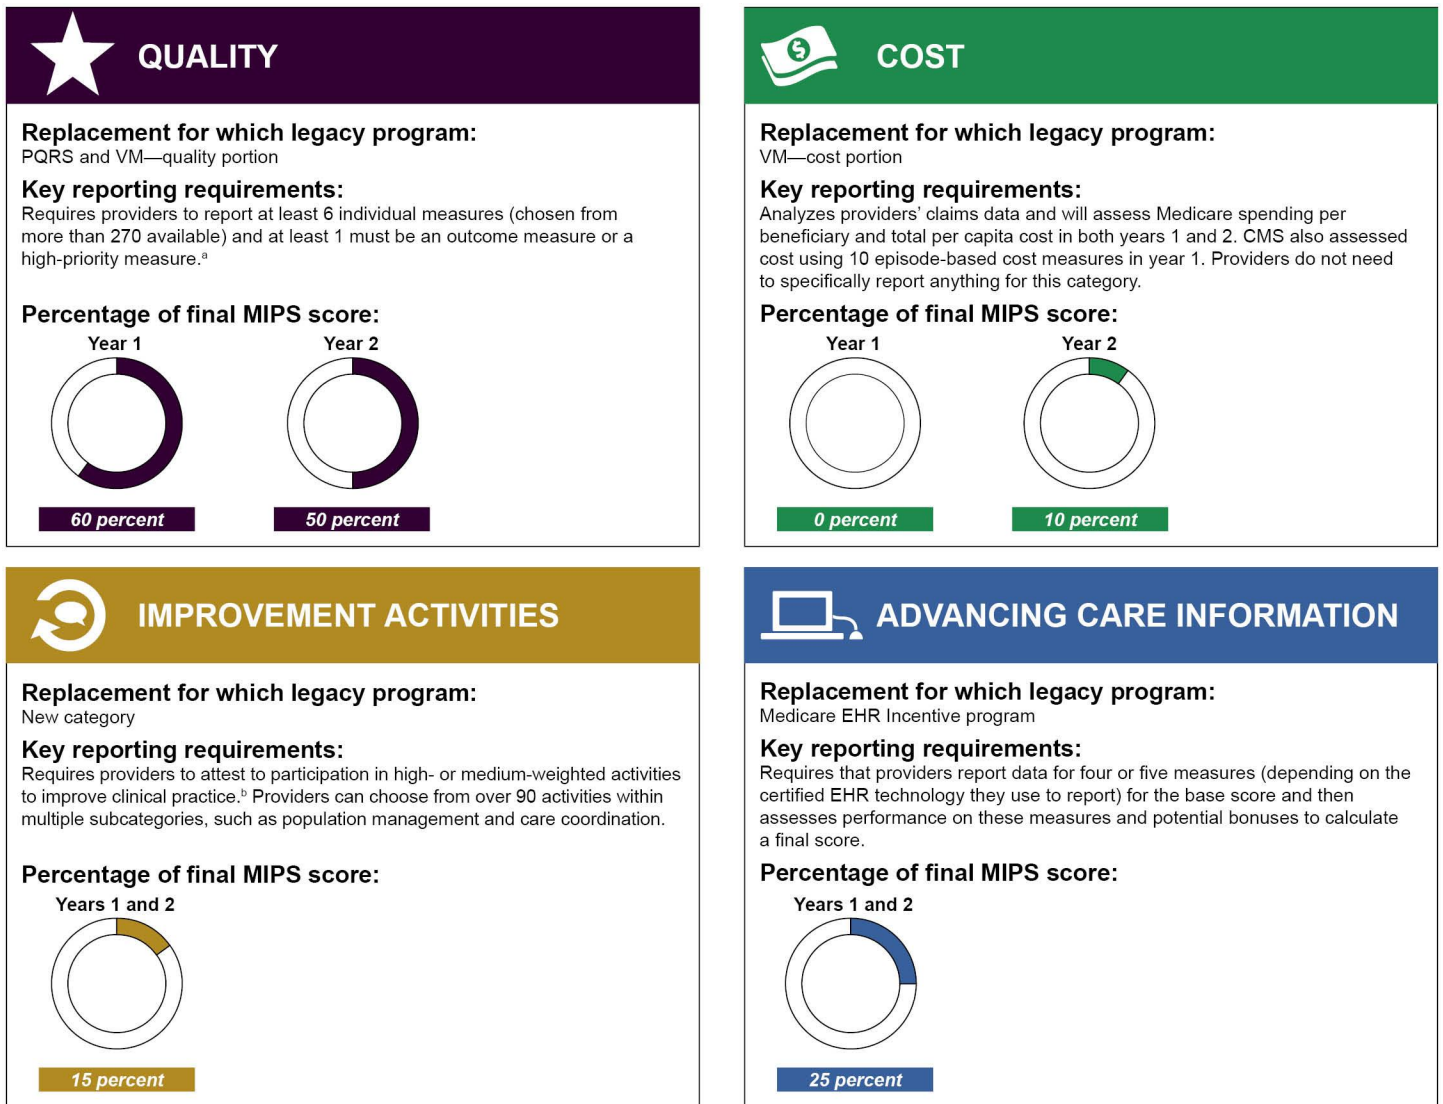 QUALITY
Replacement for which legacy program:
PQRS and VM—quality portion
Key reporting requirements:
Requires providers to report at least 6 individual measures (chosen from
more than 270 available) and at least 1 must be an outcome measure or a
high-priority measure.ᵃ
Percentage of final MIPS score:
Year 1
Year 2
60 percent
50 percent
$
COST
Replacement for which legacy program:
VM—cost portion
Key reporting requirements:
Analyzes providers’ claims data and will assess Medicare spending per
beneficiary and total per capita cost in both years 1 and 2. CMS also assessed
cost using 10 episode-based cost measures in year 1. Providers do not need
to specifically report anything for this category.
Percentage of final MIPS score:
Year 1
Year 2
0 percent
10 percent
IMPROVEMENT ACTIVITIES
Replacement for which legacy program:
New category
Key reporting requirements:
Requires providers to attest to participation in high- or medium-weighted activities
to improve clinical practice.ᵇ Providers can choose from over 90 activities within
multiple subcategories, such as population management and care coordination.
Percentage of final MIPS score:
Years 1 and 2
15 percent
ADVANCING CARE INFORMATION
Replacement for which legacy program:
Medicare EHR Incentive program
Key reporting requirements:
Requires that providers report data for four or five measures (depending on the
certified EHR technology they use to report) for the base score and then
assesses performance on these measures and potential bonuses to calculate
a final score.
Percentage of final MIPS score:
Years 1 and 2
25 percent